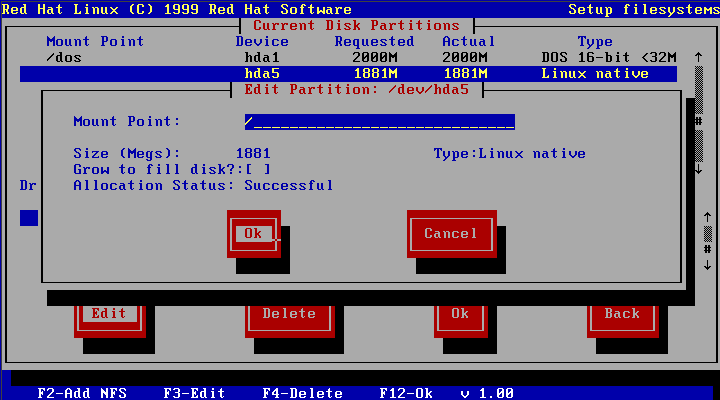 Red Hat Linux (C) 1999 Red Hat Software Setup filesystems
Current Disk Partitions
Mount Point Device Requested Actual Type
/dos hda1 2000M 2000M DOS 16-bit <32M ↑
hda5 1881M 1881M Linux native
Edit Partition: /dev/hda5
Mount Point: /______________________________ #
Size (Megs): 1881 Type:Linux native
Grow to fill disk?:[ ] ↓
Dr Allocation Status: Successful
↑
Ok Cancel
#
↓
Edit Delete Ok Back
F2-Add NFS F3-Edit F4-Delete F12-Ok v 1.00